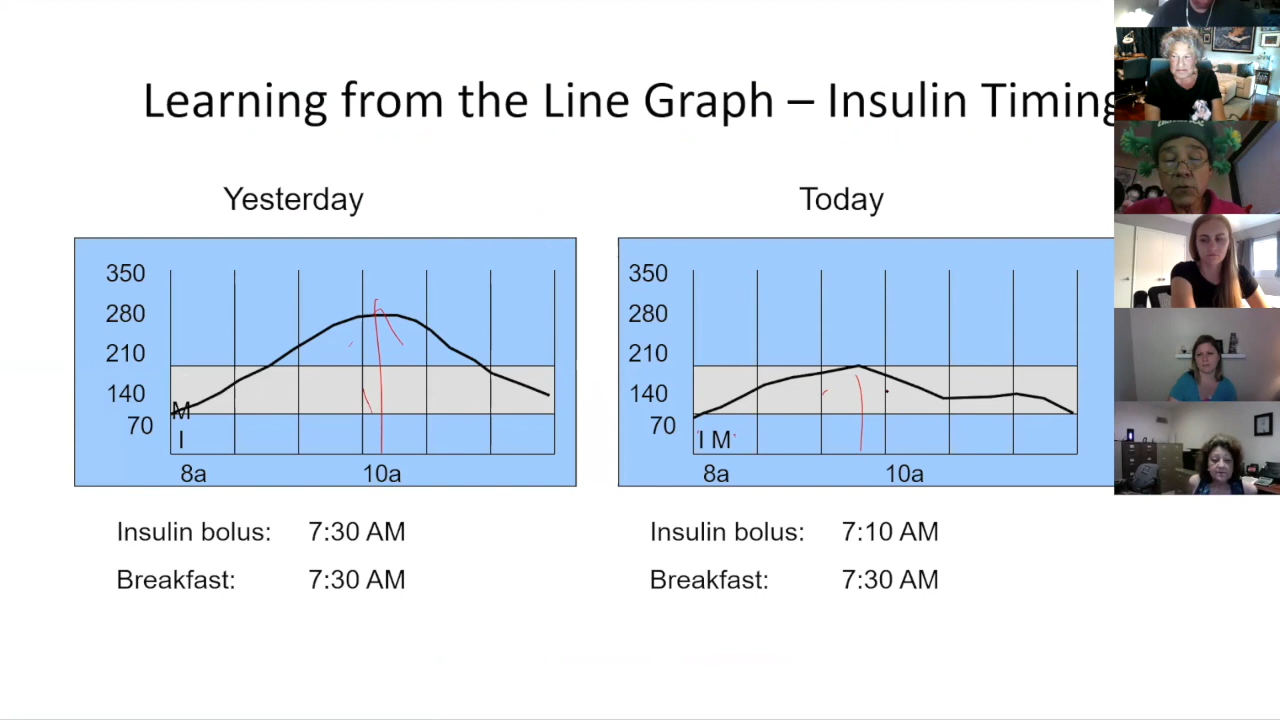 Learning from the Line Graph – Insulin Timing
Yesterday
350
280
210
140
70
M
I
8a
10a
Insulin bolus: 7:30 AM
Breakfast: 7:30 AM
Today
350
280
210
140
70
I M
8a
10a
Insulin bolus: 7:10 AM
Breakfast: 7:30 AM